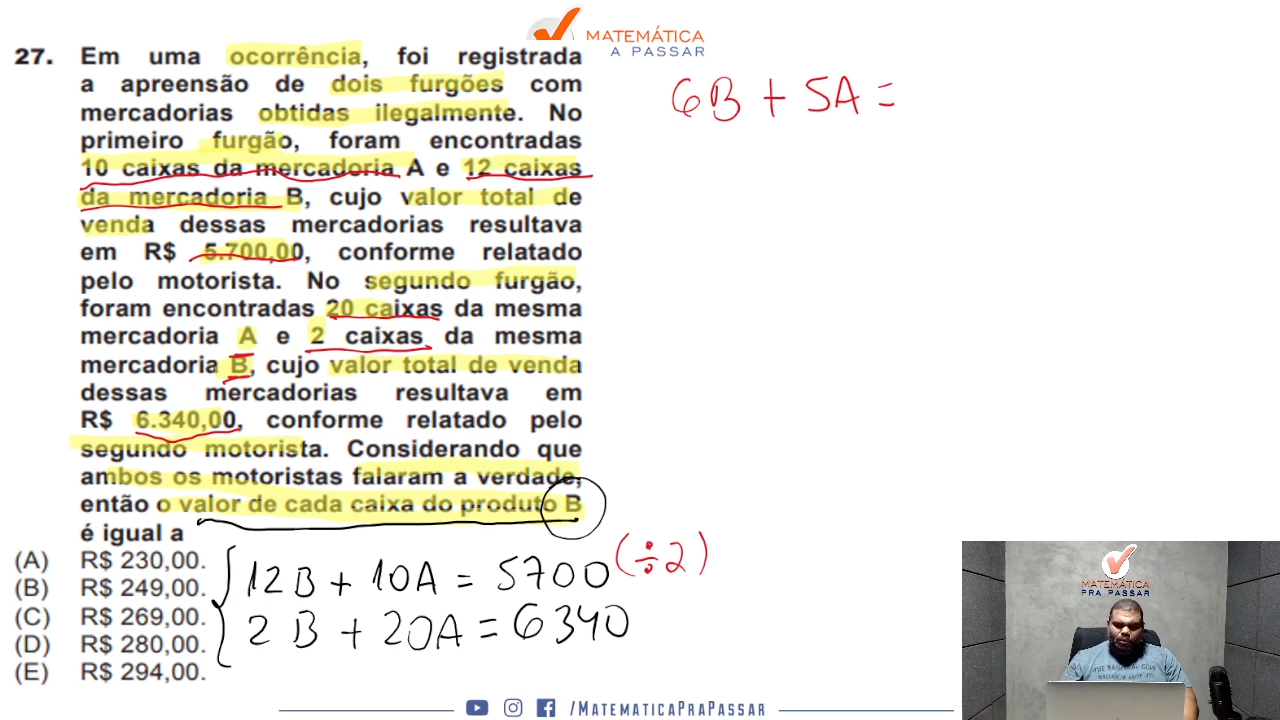 MATEMÁTICA
A PASSAR
27. Em uma ocorrência, foi registrada
a apreensão de dois furgões com
mercadorias obtidas ilegalmente. No
primeiro furgão, foram encontradas
10 caixas da mercadoria A e 12 caixas
da mercadoria B, cujo valor total de
venda dessas mercadorias resultava
em R$ 5.700,00, conforme relatado
pelo motorista. No segundo furgão,
foram encontradas 20 caixas da mesma
mercadoria A e 2 caixas da mesma
mercadoria B, cujo valor total de venda
dessas mercadorias resultava em
R$ 6.340,00, conforme relatado pelo
segundo motorista. Considerando que
ambos os motoristas falaram a verdade,
então o valor de cada caixa do produto B
é igual a
(A) R$ 230,00.
(B) R$ 249,00.
(C) R$ 269,00.
(D) R$ 280,00.
(E) R$ 294,00.
12B + 10A = 5700 (÷2)
2B + 20A = 6340
6B + 5A =
MATEMÁTICA
PRA PASSAR
/MatematicaPraPassar